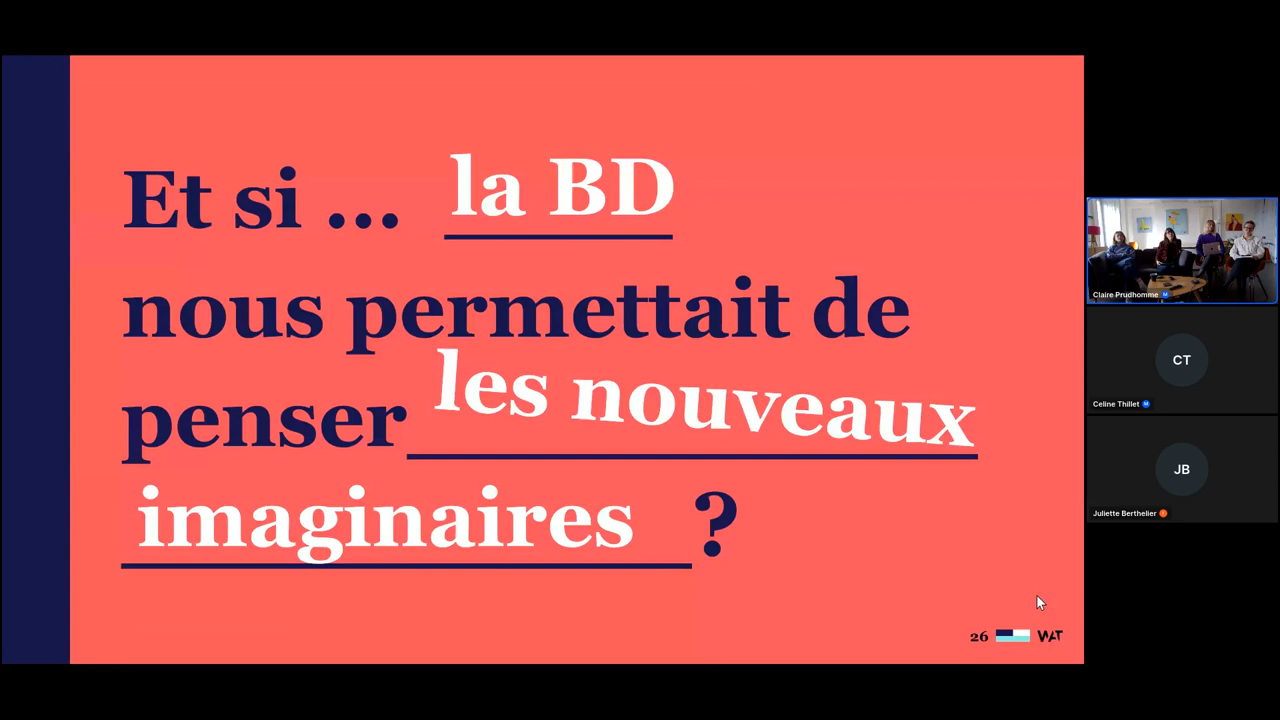 Et si ... la BD
nous permettait de
penser les nouveaux
imaginaires ?
26 WAT
Claire Prudhomme
CT
Celine Thillet
JB
Juliette Berthelier